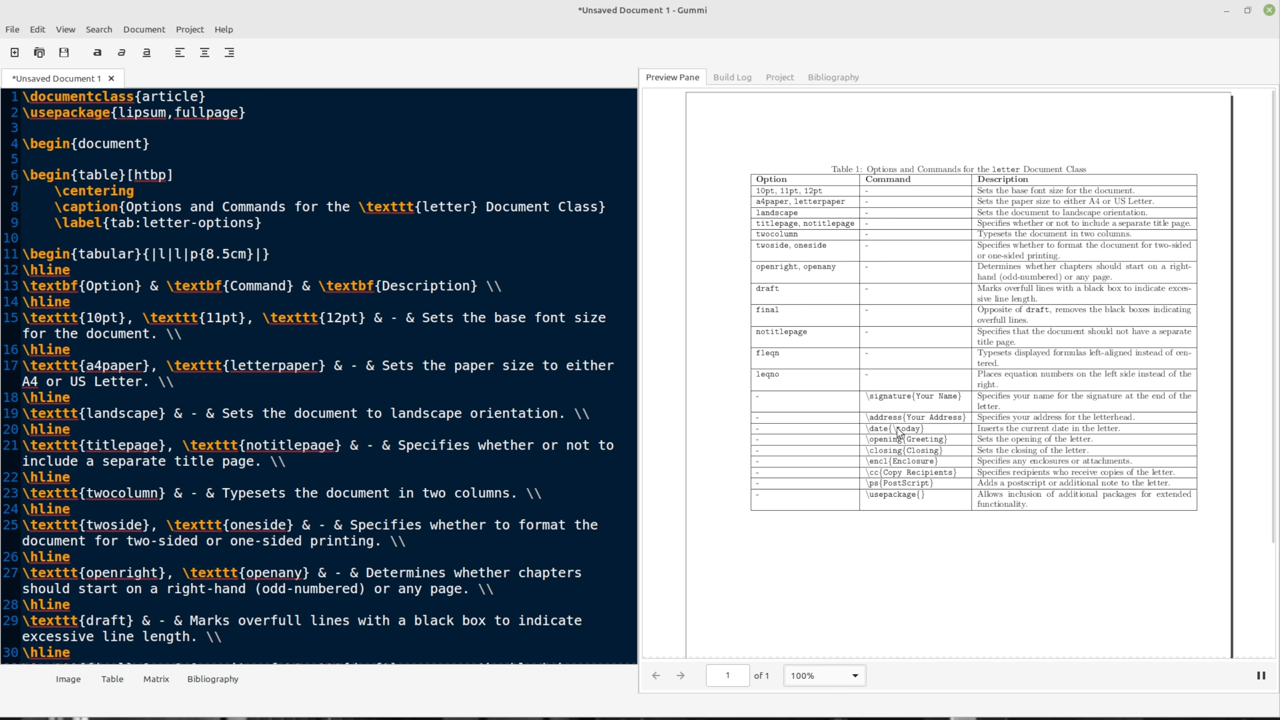 *Unsaved Document 1 - Gummi
File Edit View Search Document Project Help
a a a
*Unsaved Document 1 ×
1 \documentclass{article}
2 \usepackage{lipsum,fullpage}
3
4 \begin{document}
5
6 \begin{table}[htbp]
7 \centering
8 \caption{Options and Commands for the \texttt{letter} Document Class}
9 \label{tab:letter-options}
10
11 \begin{tabular}{|l|l|p{8.5cm}|}
12 \hline
13 \textbf{Option} & \textbf{Command} & \textbf{Description} \\
14 \hline
15 \texttt{10pt}, \texttt{11pt}, \texttt{12pt} & - & Sets the base font size
for the document. \\
16 \hline
17 \texttt{a4paper}, \texttt{letterpaper} & - & Sets the paper size to either
A4 or US Letter. \\
18 \hline
19 \texttt{landscape} & - & Sets the document to landscape orientation. \\
20 \hline
21 \texttt{titlepage}, \texttt{notitlepage} & - & Specifies whether or not to
include a separate title page. \\
22 \hline
23 \texttt{twocolumn} & - & Typesets the document in two columns. \\
24 \hline
25 \texttt{twoside}, \texttt{oneside} & - & Specifies whether to format the
document for two-sided or one-sided printing. \\
26 \hline
27 \texttt{openright}, \texttt{openany} & - & Determines whether chapters
should start on a right-hand (odd-numbered) or any page. \\
28 \hline
29 \texttt{draft} & - & Marks overfull lines with a black box to indicate
excessive line length. \\
30 \hline
Image Table Matrix Bibliography
Preview Pane Build Log Project Bibliography
Table 1: Options and Commands for the letter Document Class
Option Command Description
10pt, 11pt, 12pt - Sets the base font size for the document.
a4paper, letterpaper - Sets the paper size to either A4 or US Letter.
landscape - Sets the document to landscape orientation.
titlepage, notitlepage - Specifies whether or not to include a separate title page.
twocolumn - Typesets the document in two columns.
twoside, oneside - Specifies whether to format the document for two-sided
or one-sided printing.
openright, openany - Determines whether chapters should start on a right-
hand (odd-numbered) or any page.
draft - Marks overfull lines with a black box to indicate exces-
sive line length.
final - Opposite of draft, removes the black boxes indicating
overfull lines.
notitlepage - Specifies that the document should not have a separate
title page.
fleqn - Typesets displayed formulas left-aligned instead of cen-
tered.
leqno - Places equation numbers on the left side instead of the
right.
- \signature{Your Name} Specifies your name for the signature at the end of the
letter.
- \address{Your Address} Specifies your address for the letterhead.
- \date{\today} Inserts the current date in the letter.
- \opening{Greeting} Sets the opening of the letter.
- \closing{Closing} Sets the closing of the letter.
- \encl{Enclosure} Specifies any enclosures or attachments.
- \cc{Copy Recipients} Specifies recipients who receive copies of the letter.
- \ps{PostScript} Adds a postscript or additional note to the letter.
- \usepackage{} Allows inclusion of additional packages for extended
functionality.
1 of 1 100%